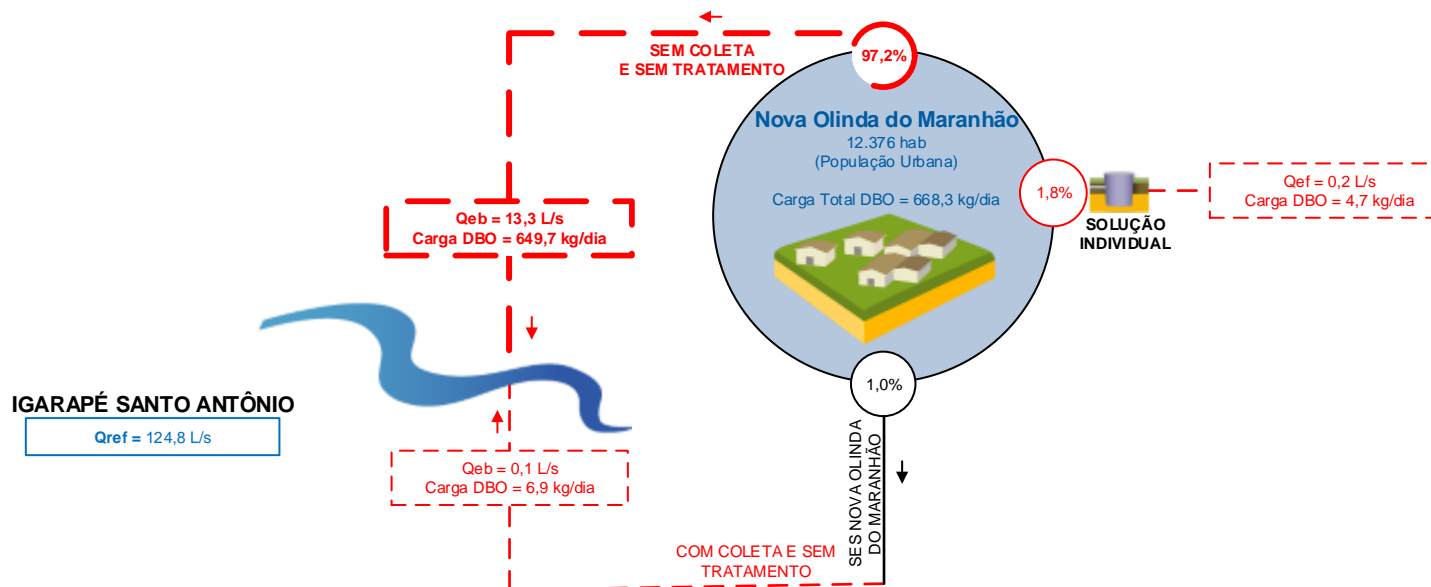 SEM COLETA
E SEM TRATAMENTO
97,2%
Nova Olinda do Maranhão
12.376 hab
(População Urbana)
Carga Total DBO = 668,3 kg/dia
1,8%
SOLUÇÃO
INDIVIDUAL
Qef = 0,2 L/s
Carga DBO = 4,7 kg/dia
Qeb = 13,3 L/s
Carga DBO = 649,7 kg/dia
IGARAPÉ SANTO ANTÔNIO
Qref = 124,8 L/s
1,0%
Qeb = 0,1 L/s
Carga DBO = 6,9 kg/dia
SES NOVA OLINDA
DO MARANHÃO
COM COLETA E SEM
TRATAMENTO